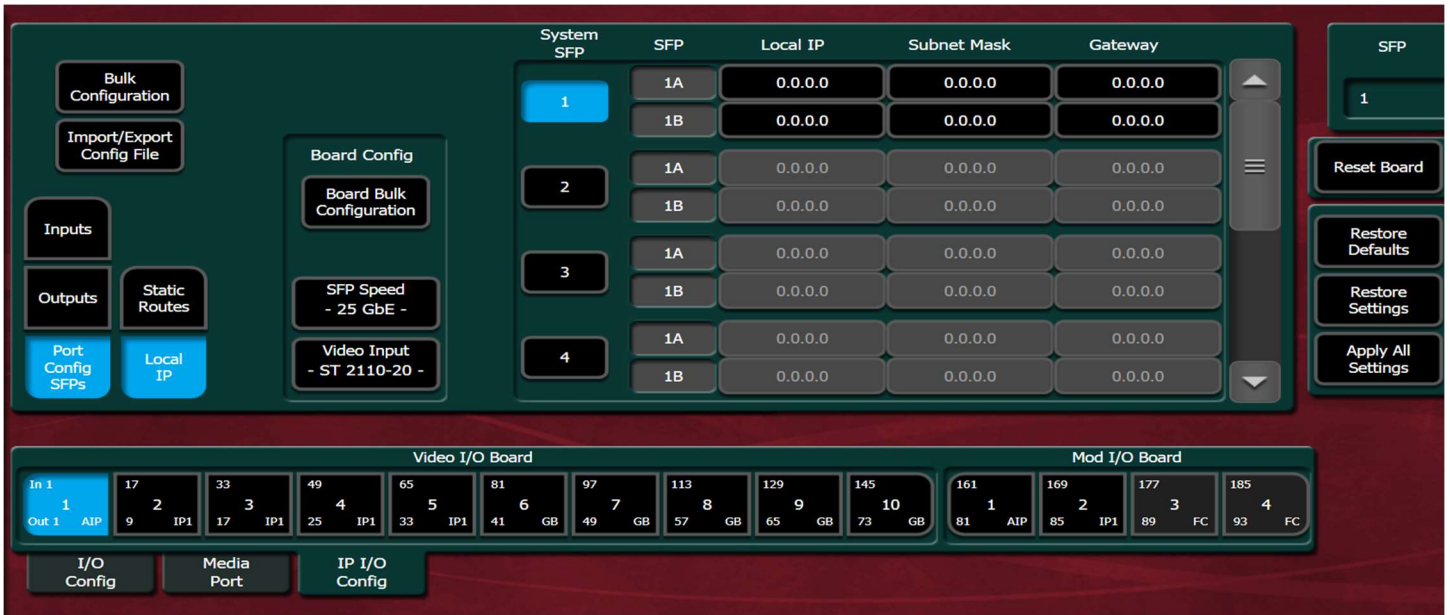 System
SFP SFP Local IP Subnet Mask Gateway SFP
Bulk
Configuration
Import/Export
Config File
Board Config
Board Bulk
Configuration
SFP Speed
- 25 GbE -
Video Input
- ST 2110-20 -
Inputs
Outputs
Port
Config
SFPs
Static
Routes
Local
IP
1
1A 0.0.0.0 0.0.0.0 0.0.0.0
1B 0.0.0.0 0.0.0.0 0.0.0.0
2
1A 0.0.0.0 0.0.0.0 0.0.0.0
1B 0.0.0.0 0.0.0.0 0.0.0.0
3
1A 0.0.0.0 0.0.0.0 0.0.0.0
1B 0.0.0.0 0.0.0.0 0.0.0.0
4
1A 0.0.0.0 0.0.0.0 0.0.0.0
1B 0.0.0.0 0.0.0.0 0.0.0.0
1
Reset Board
Restore
Defaults
Restore
Settings
Apply All
Settings
Video I/O Board Mod I/O Board
In 1 17 33 49 65 81 97 113 129 145 161 169 177 185
1 2 3 4 5 6 7 8 9 10 1 2 3 4
Out 1 AIP 9 IP1 17 IP1 25 IP1 33 IP1 41 GB 49 GB 57 GB 65 GB 73 GB 81 AIP 85 IP1 89 FC 93 FC
I/O
Config
Media
Port
IP I/O
Config